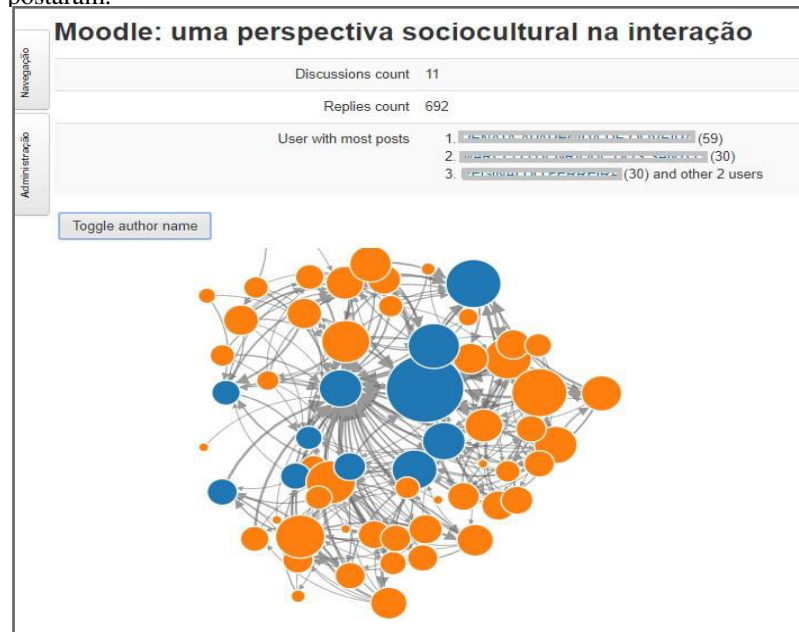 postaram.
Moodle: uma perspectiva sociocultural na interação
Navegação
Administração
Discussions count 11
Replies count 692
User with most posts 1. (59)
2. (30)
3. (30) and other 2 users
Toggle author name